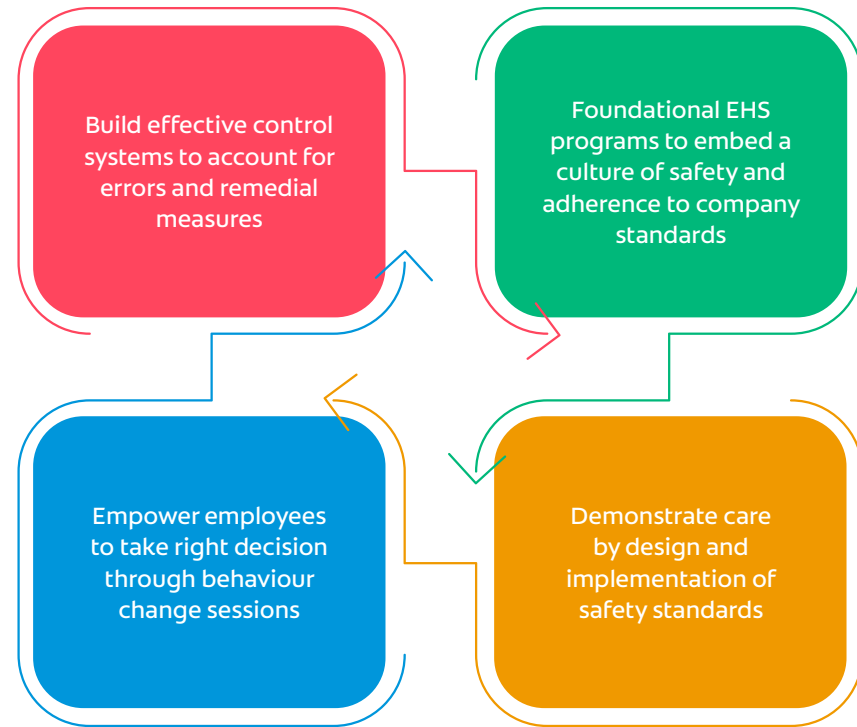 Build effective control
systems to account for
errors and remedial
measures
Foundational EHS
programs to embed a
culture of safety and
adherence to company
standards
Empower employees
to take right decision
through behaviour
change sessions
Demonstrate care
by design and
implementation of
safety standards